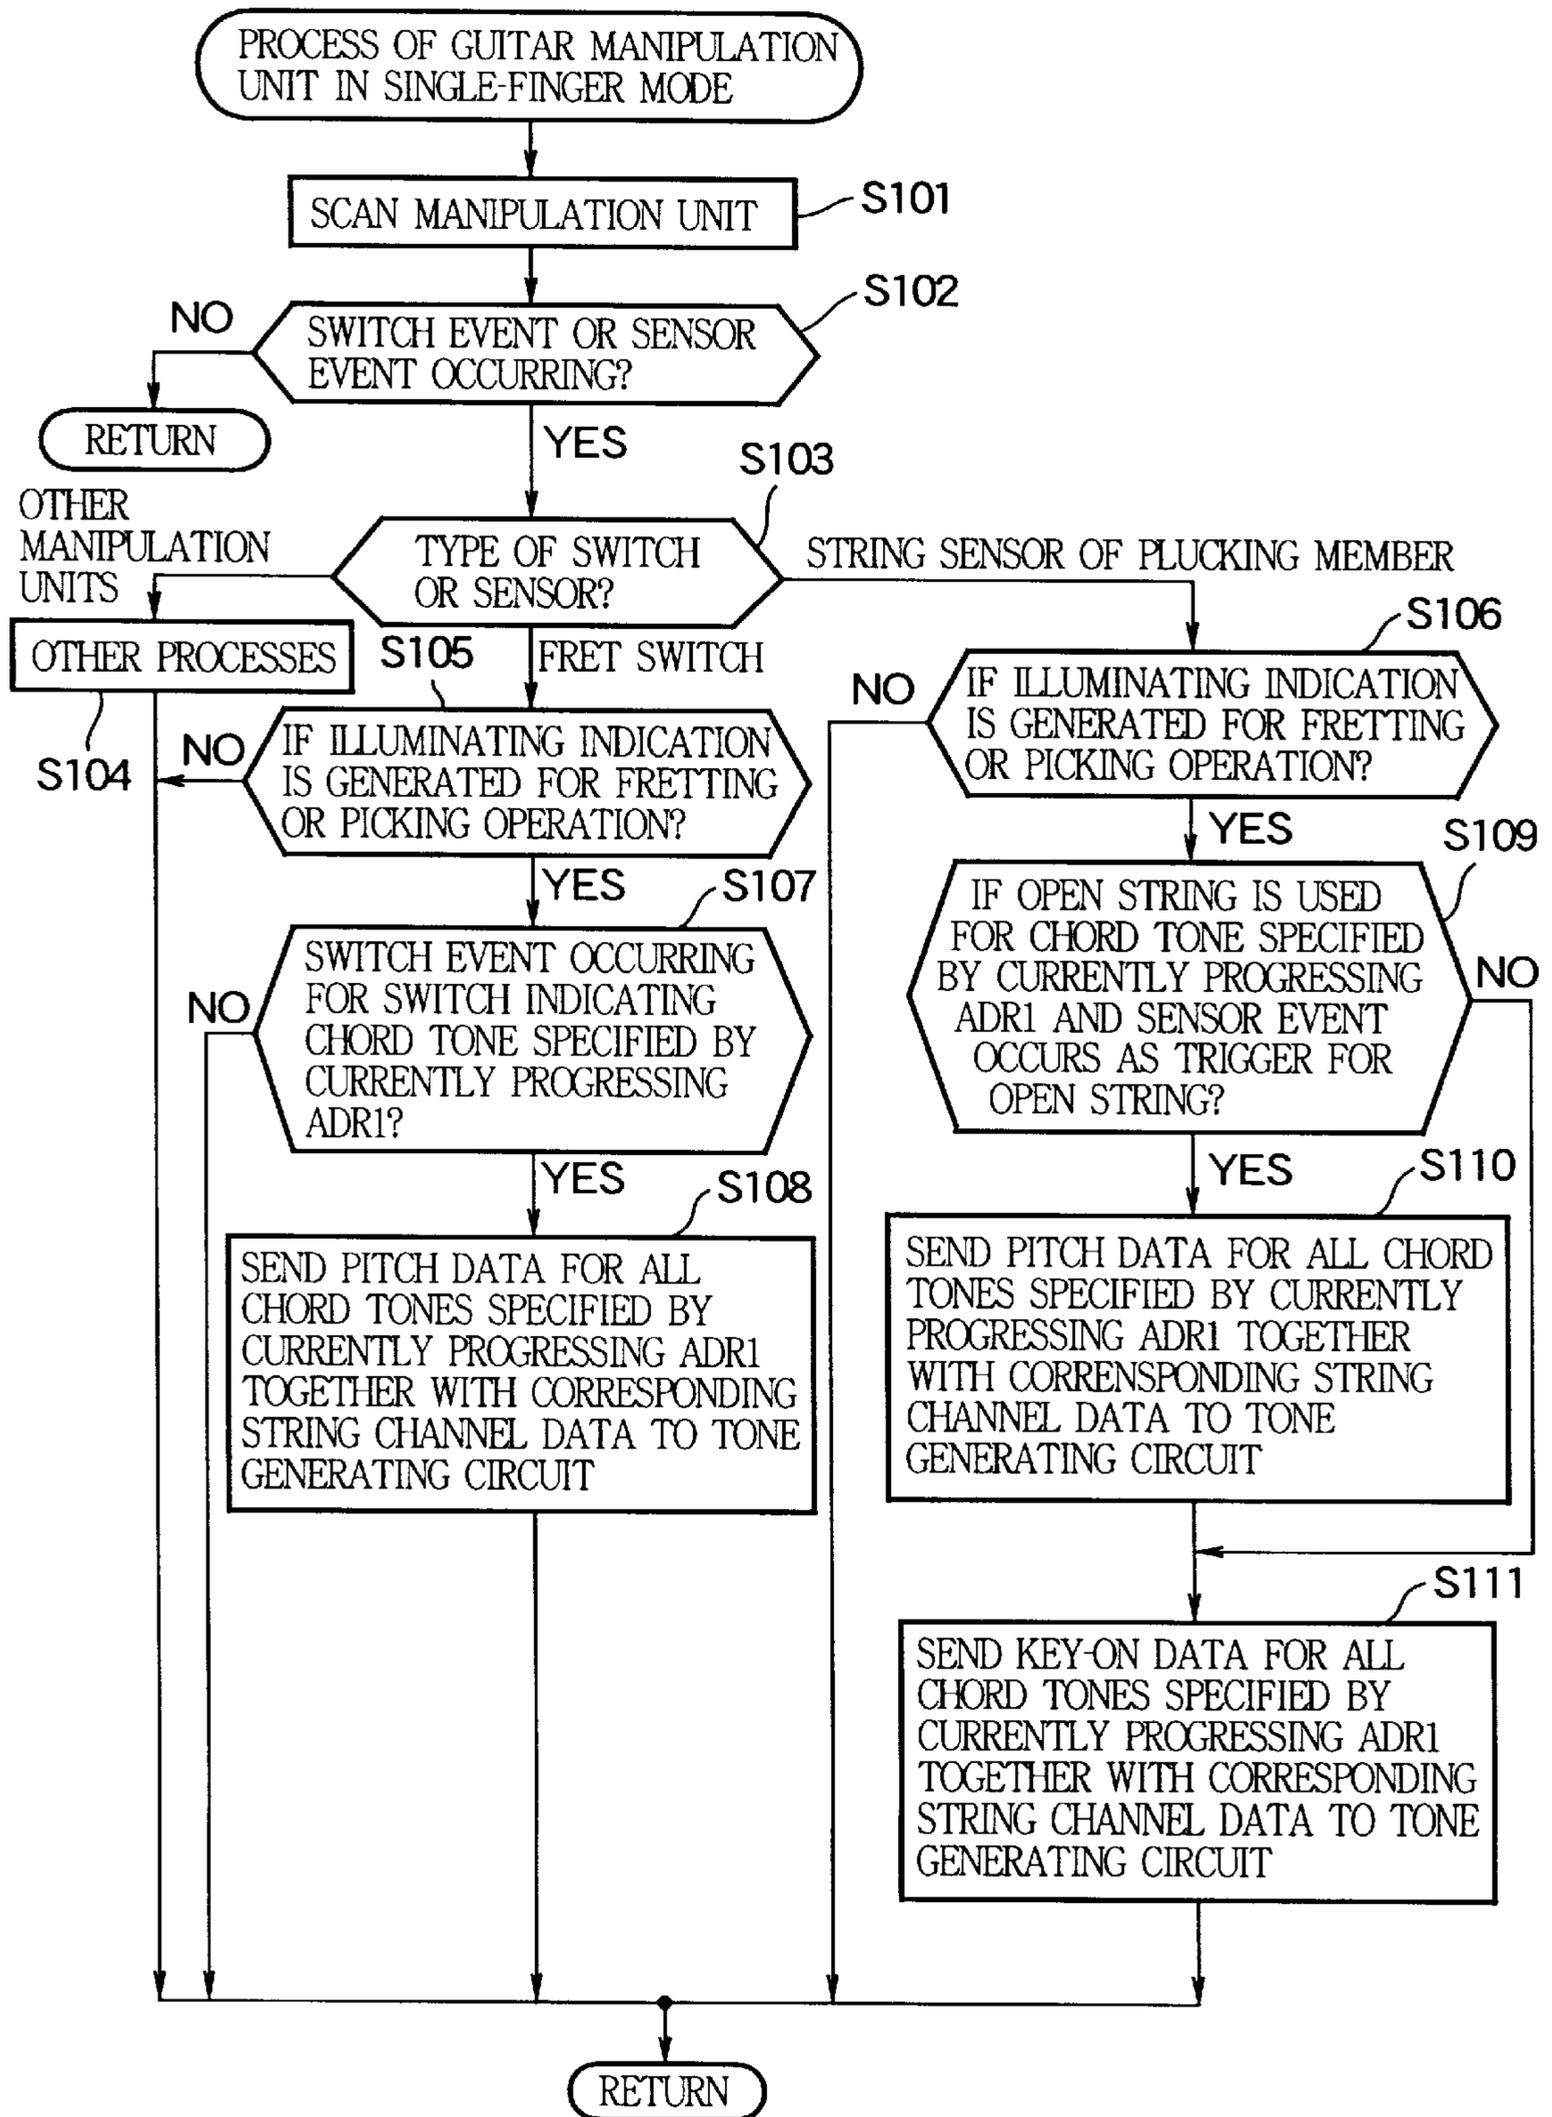 PROCESS OF GUITAR MANIPULATION
UNIT IN SINGLE-FINGER MODE
SCAN MANIPULATION UNIT
S101
S102
NO
SWITCH EVENT OR SENSOR
EVENT OCCURRING?
RETURN
YES
S103
OTHER
MANIPULATION
UNITS
TYPE OF SWITCH
OR SENSOR?
STRING SENSOR OF PLUCKING MEMBER
OTHER PROCESSES
S104
S105
FRET SWITCH
S106
NO
IF ILLUMINATING INDICATION
IS GENERATED FOR FRETTING
OR PICKING OPERATION?
NO
IF ILLUMINATING INDICATION
IS GENERATED FOR FRETTING
OR PICKING OPERATION?
YES
S107
YES
S109
NO
SWITCH EVENT OCCURRING
FOR SWITCH INDICATING
CHORD TONE SPECIFIED BY
CURRENTLY PROGRESSING
ADR1?
IF OPEN STRING IS USED
FOR CHORD TONE SPECIFIED
BY CURRENTLY PROGRESSING
ADR1 AND SENSOR EVENT
OCCURS AS TRIGGER FOR
OPEN STRING?
NO
YES
S108
YES
S110
SEND PITCH DATA FOR ALL
CHORD TONES SPECIFIED BY
CURRENTLY PROGRESSING ADR1
TOGETHER WITH CORRESPONDING
STRING CHANNEL DATA TO TONE
GENERATING CIRCUIT
SEND PITCH DATA FOR ALL CHORD
TONES SPECIFIED BY CURRENTLY
PROGRESSING ADR1 TOGETHER
WITH CORRENSPONDING STRING
CHANNEL DATA TO TONE
GENERATING CIRCUIT
S111
SEND KEY-ON DATA FOR ALL
CHORD TONES SPECIFIED BY
CURRENTLY PROGRESSING ADR1
TOGETHER WITH CORRESPONDING
STRING CHANNEL DATA TO TONE
GENERATING CIRCUIT
RETURN